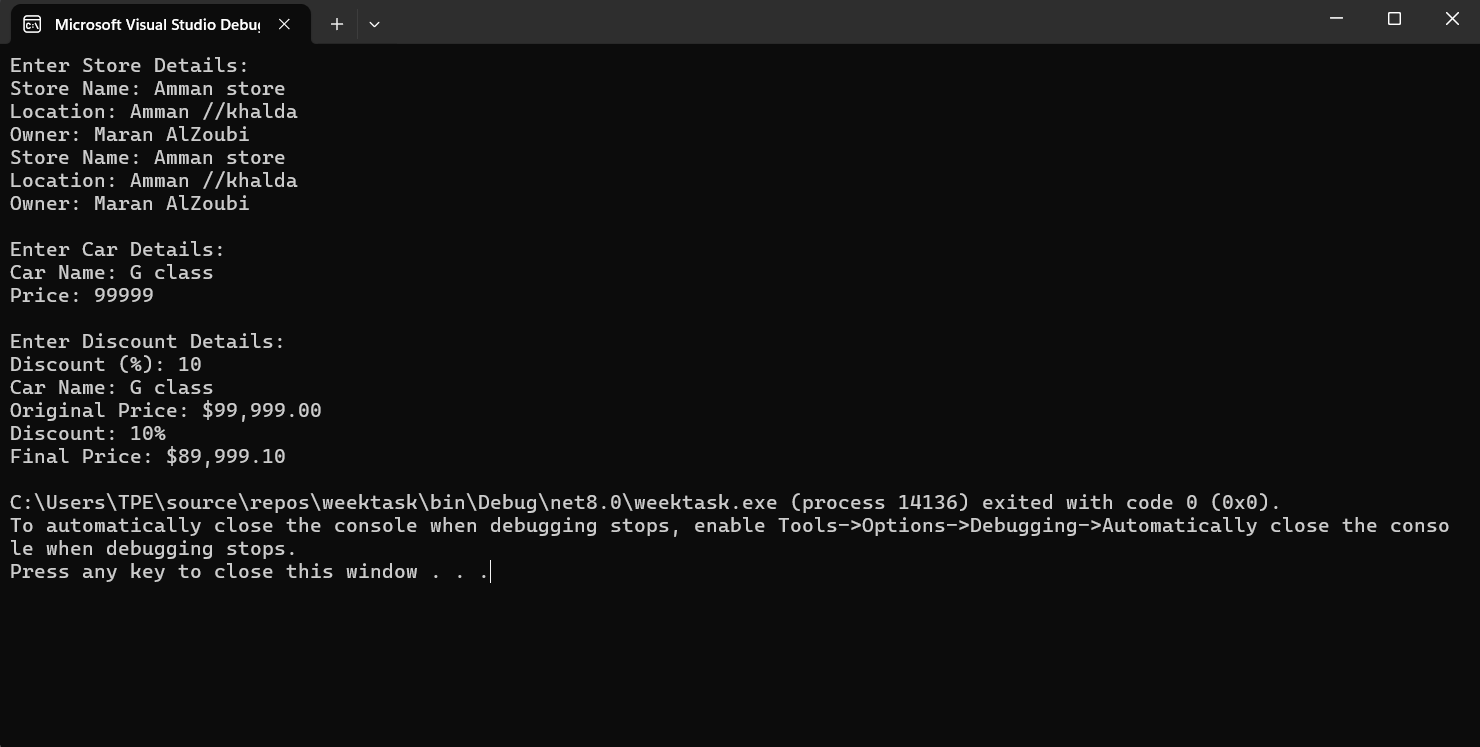 Microsoft Visual Studio Debug
Enter Store Details:
Store Name: Amman store
Location: Amman //khalda
Owner: Maran AlZoubi
Store Name: Amman store
Location: Amman //khalda
Owner: Maran AlZoubi
Enter Car Details:
Car Name: G class
Price: 99999
Enter Discount Details:
Discount (%): 10
Car Name: G class
Original Price: $99,999.00
Discount: 10%
Final Price: $89,999.10
C:\Users\TPE\source\repos\weektask\bin\Debug\net8.0\weektask.exe (process 14136) exited with code 0 (0x0).
To automatically close the console when debugging stops, enable Tools->Options->Debugging->Automatically close the conso
le when debugging stops.
Press any key to close this window . . .